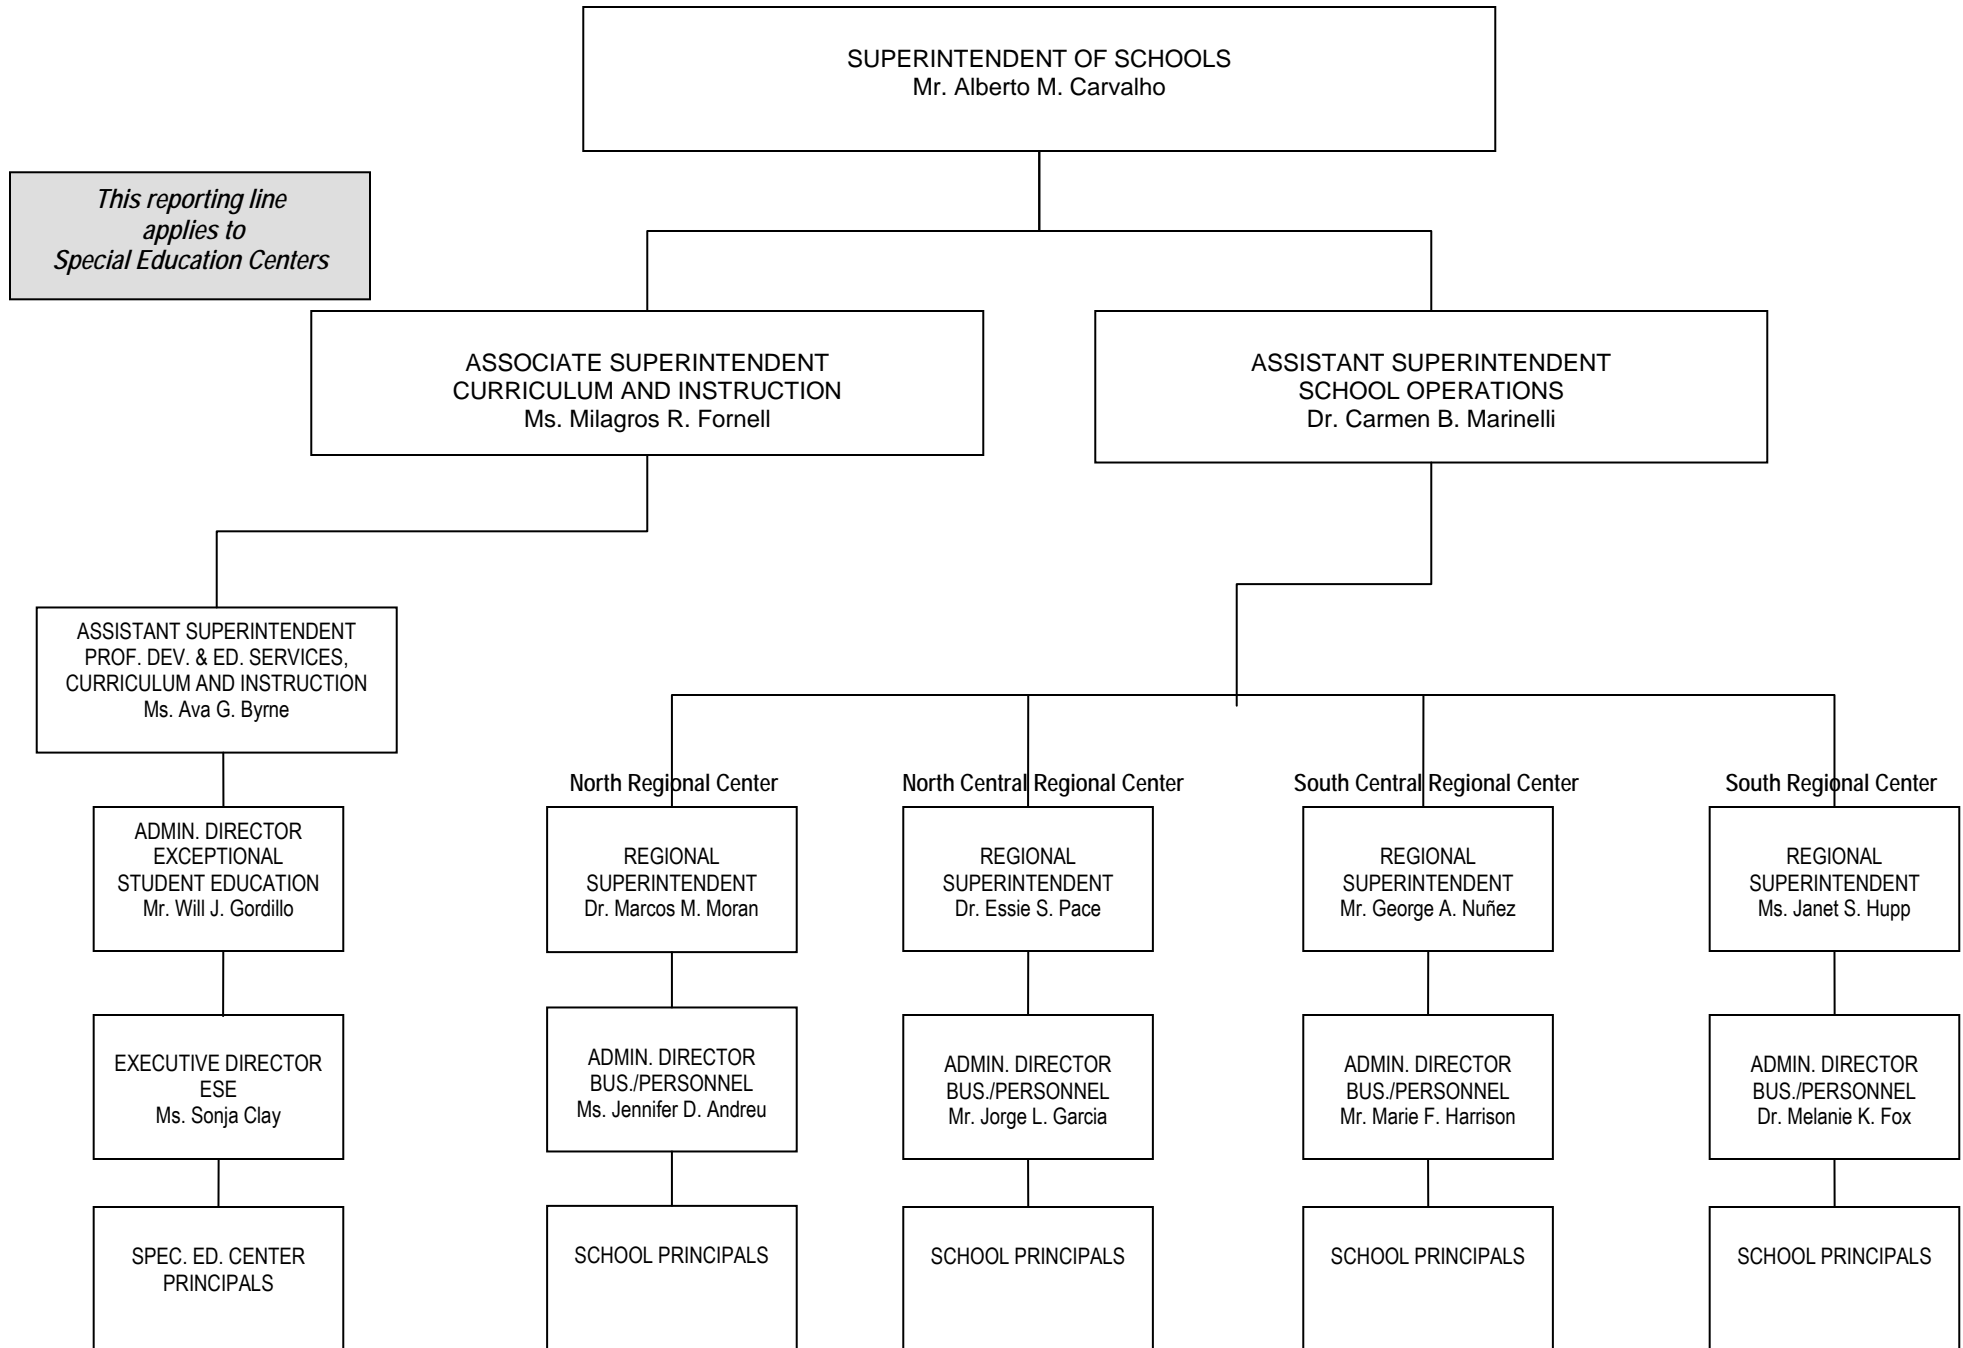 SUPERINTENDENT OF SCHOOLS
Mr. Alberto M. Carvalho
This reporting line
applies to
Special Education Centers
ASSOCIATE SUPERINTENDENT
CURRICULUM AND INSTRUCTION
Ms. Milagros R. Fornell
ASSISTANT SUPERINTENDENT
SCHOOL OPERATIONS
Dr. Carmen B. Marinelli
ASSISTANT SUPERINTENDENT
PROF. DEV. & ED. SERVICES,
CURRICULUM AND INSTRUCTION
Ms. Ava G. Byrne
North Regional Center
North Central Regional Center
South Central Regional Center
South Regional Center
ADMIN. DIRECTOR
EXCEPTIONAL
STUDENT EDUCATION
Mr. Will J. Gordillo
REGIONAL
SUPERINTENDENT
Dr. Marcos M. Moran
REGIONAL
SUPERINTENDENT
Dr. Essie S. Pace
REGIONAL
SUPERINTENDENT
Mr. George A. Nuñez
REGIONAL
SUPERINTENDENT
Ms. Janet S. Hupp
EXECUTIVE DIRECTOR
ESE
Ms. Sonja Clay
ADMIN. DIRECTOR
BUS./PERSONNEL
Ms. Jennifer D. Andreu
ADMIN. DIRECTOR
BUS./PERSONNEL
Mr. Jorge L. Garcia
ADMIN. DIRECTOR
BUS./PERSONNEL
Mr. Marie F. Harrison
ADMIN. DIRECTOR
BUS./PERSONNEL
Dr. Melanie K. Fox
SPEC. ED. CENTER
PRINCIPALS
SCHOOL PRINCIPALS
SCHOOL PRINCIPALS
SCHOOL PRINCIPALS
SCHOOL PRINCIPALS